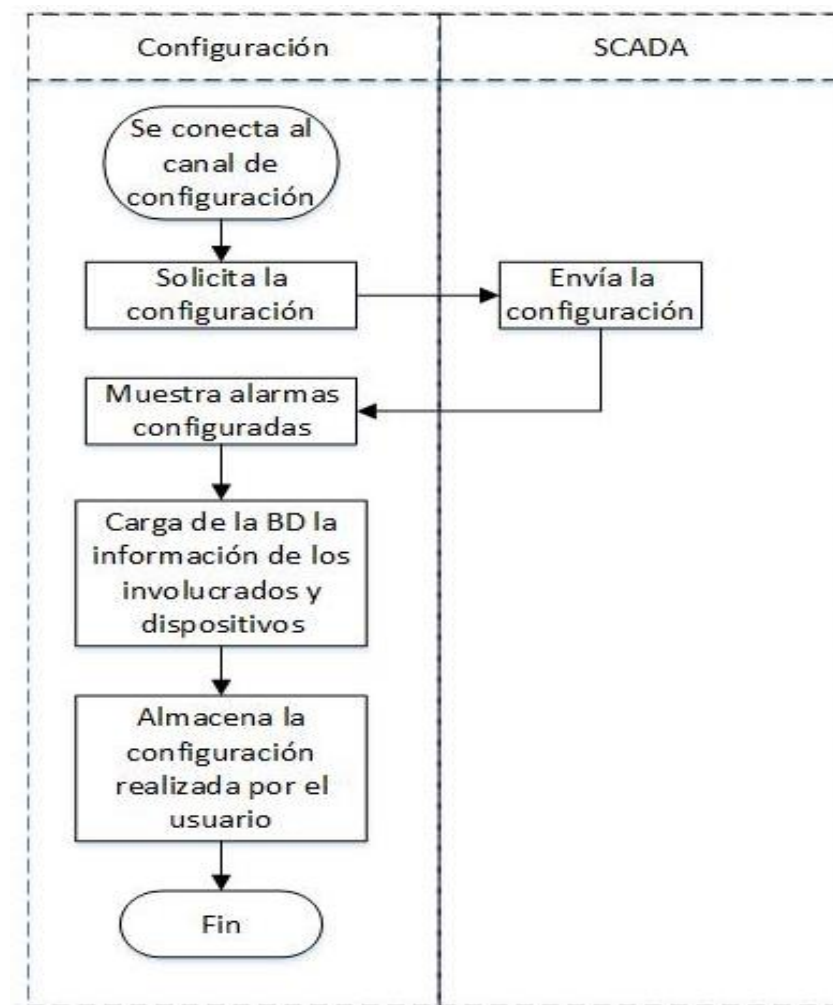 Configuración
SCADA
Se conecta al
canal de
configuración
Solicita la
configuración
Envía la
configuración
Muestra alarmas
configuradas
Carga de la BD la
información de los
involucrados y
dispositivos
Almacena la
configuración
realizada por el
usuario
Fin